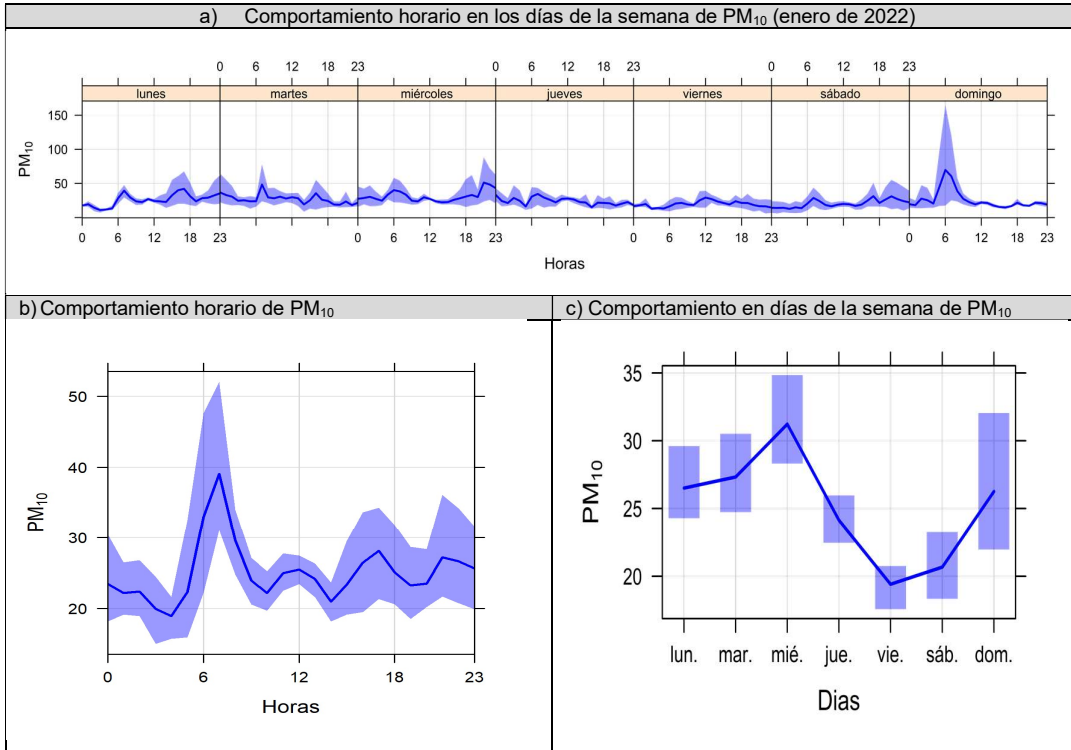 a) Comportamiento horario en los días de la semana de PM₁₀ (enero de 2022)
0 6 12 18 23 0 6 12 18 23 0 6 12 18 23
lunes martes miércoles jueves viernes sábado domingo
150
100
50
PM₁₀
0 6 12 18 23 0 6 12 18 23 0 6 12 18 23 0 6 12 18 23
Horas
b) Comportamiento horario de PM₁₀
50
40
30
20
PM₁₀
0 6 12 18 23
Horas
c) Comportamiento en días de la semana de PM₁₀
35
30
25
20
PM₁₀
lun. mar. mié. jue. vie. sáb. dom.
Dias